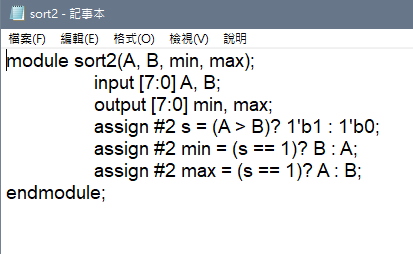 sort2 - 記事本
檔案(F) 編輯(E) 格式(O) 檢視(V) 說明
module sort2(A, B, min, max);
input [7:0] A, B;
output [7:0] min, max;
assign #2 s = (A > B)? 1'b1 : 1'b0;
assign #2 min = (s == 1)? B : A;
assign #2 max = (s == 1)? A : B;
endmodule;